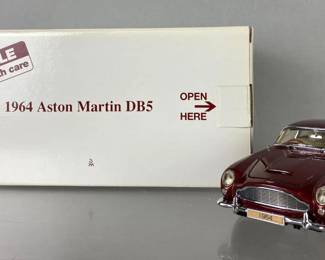 LE
h care
1964 Aston Martin DB5
OPEN
HERE
1964